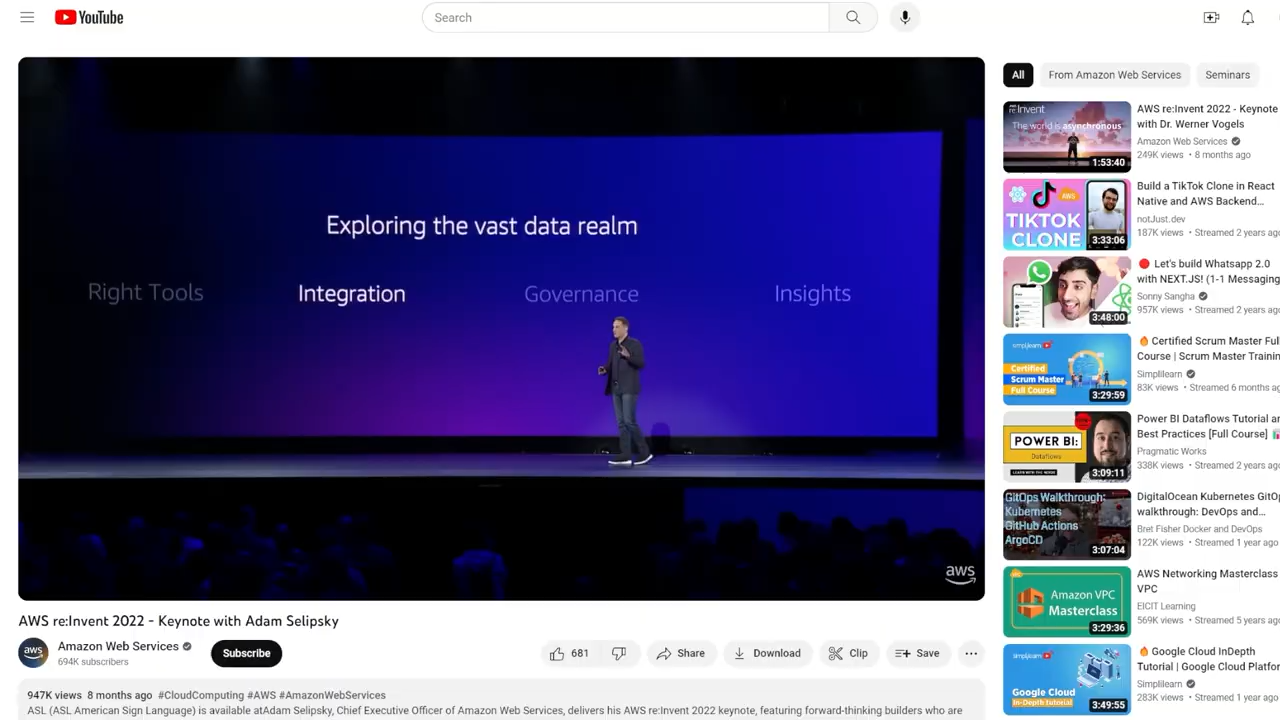 YouTube
Search
Exploring the vast data realm
Right Tools
Integration
Governance
Insights
aws
AWS re:Invent 2022 - Keynote with Adam Selipsky
aws
Amazon Web Services
694K subscribers
Subscribe
681
Share
Download
Clip
Save
947K views 8 months ago #CloudComputing #AWS #AmazonWebServices
ASL (ASL American Sign Language) is available atAdam Selipsky, Chief Executive Officer of Amazon Web Services, delivers his AWS re:Invent 2022 keynote, featuring forward-thinking builders who are
All
From Amazon Web Services
Seminars
re:Invent
The world is asynchronous
1:53:40
AWS re:Invent 2022 - Keynote
with Dr. Werner Vogels
Amazon Web Services
249K views • 8 months ago
AWS
TIKTOK
CLONE
3:33:06
Build a TikTok Clone in React
Native and AWS Backend...
notJust.dev
187K views • Streamed 2 years ago
3:48:00
Let's build Whatsapp 2.0
with NEXT.JS! (1-1 Messaging
Sonny Sangha
957K views • Streamed 2 years ago
simplilearn
Certified
Scrum Master
Full Course
3:29:59
Certified Scrum Master Ful
Course | Scrum Master Trainin
Simplilearn
83K views • Streamed 6 months ag
POWER BI:
Dataflows
3:09:11
Power BI Dataflows Tutorial an
Best Practices [Full Course]
Pragmatic Works
338K views • Streamed 2 years ago
GitOps Walkthrough:
Kubernetes
GitHub Actions
ArgoCD
3:07:04
DigitalOcean Kubernetes GitOp
walkthrough: DevOps and...
Bret Fisher Docker and DevOps
122K views • Streamed 1 year ago
Amazon VPC
Masterclass
3:29:36
AWS Networking Masterclass
VPC
EICIT Learning
569K views • Streamed 5 years ago
simplilearn
Google Cloud
In-Depth Tutorial
3:49:55
Google Cloud InDepth
Tutorial | Google Cloud Platfor
Simplilearn
283K views • Streamed 1 year ago